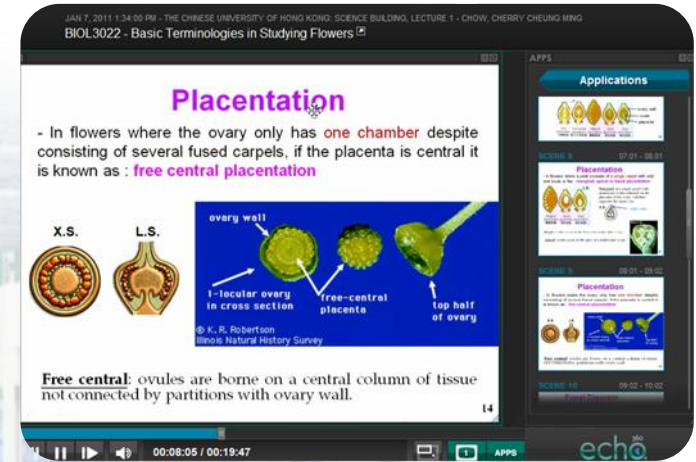 JAN 7, 2011 1:34:00 PM - THE CHINESE UNIVERSITY OF HONG KONG: SCIENCE BUILDING, LECTURE 1 - CHOW, CHERRY CHEUNG MING
BIOL3022 - Basic Terminologies in Studying Flowers
Placentation
- In flowers where the ovary only has one chamber despite
consisting of several fused carpels, if the placenta is central it
is known as : free central placentation
X.S.
L.S.
ovary wall
1-locular ovary
in cross section
free-central
placenta
top half
of ovary
© K. R. Robertson
Illinois Natural History Survey
Free central: ovules are borne on a central column of tissue
not connected by partitions with ovary wall.
14
00:08:05 / 00:19:47
1
APPS
APPS
Applications
SCENE 8
07:01 - 08:01
Placentation
SCENE 9
08:01 - 09:02
Placentation
SCENE 10
09:02 - 10:02
echo
360